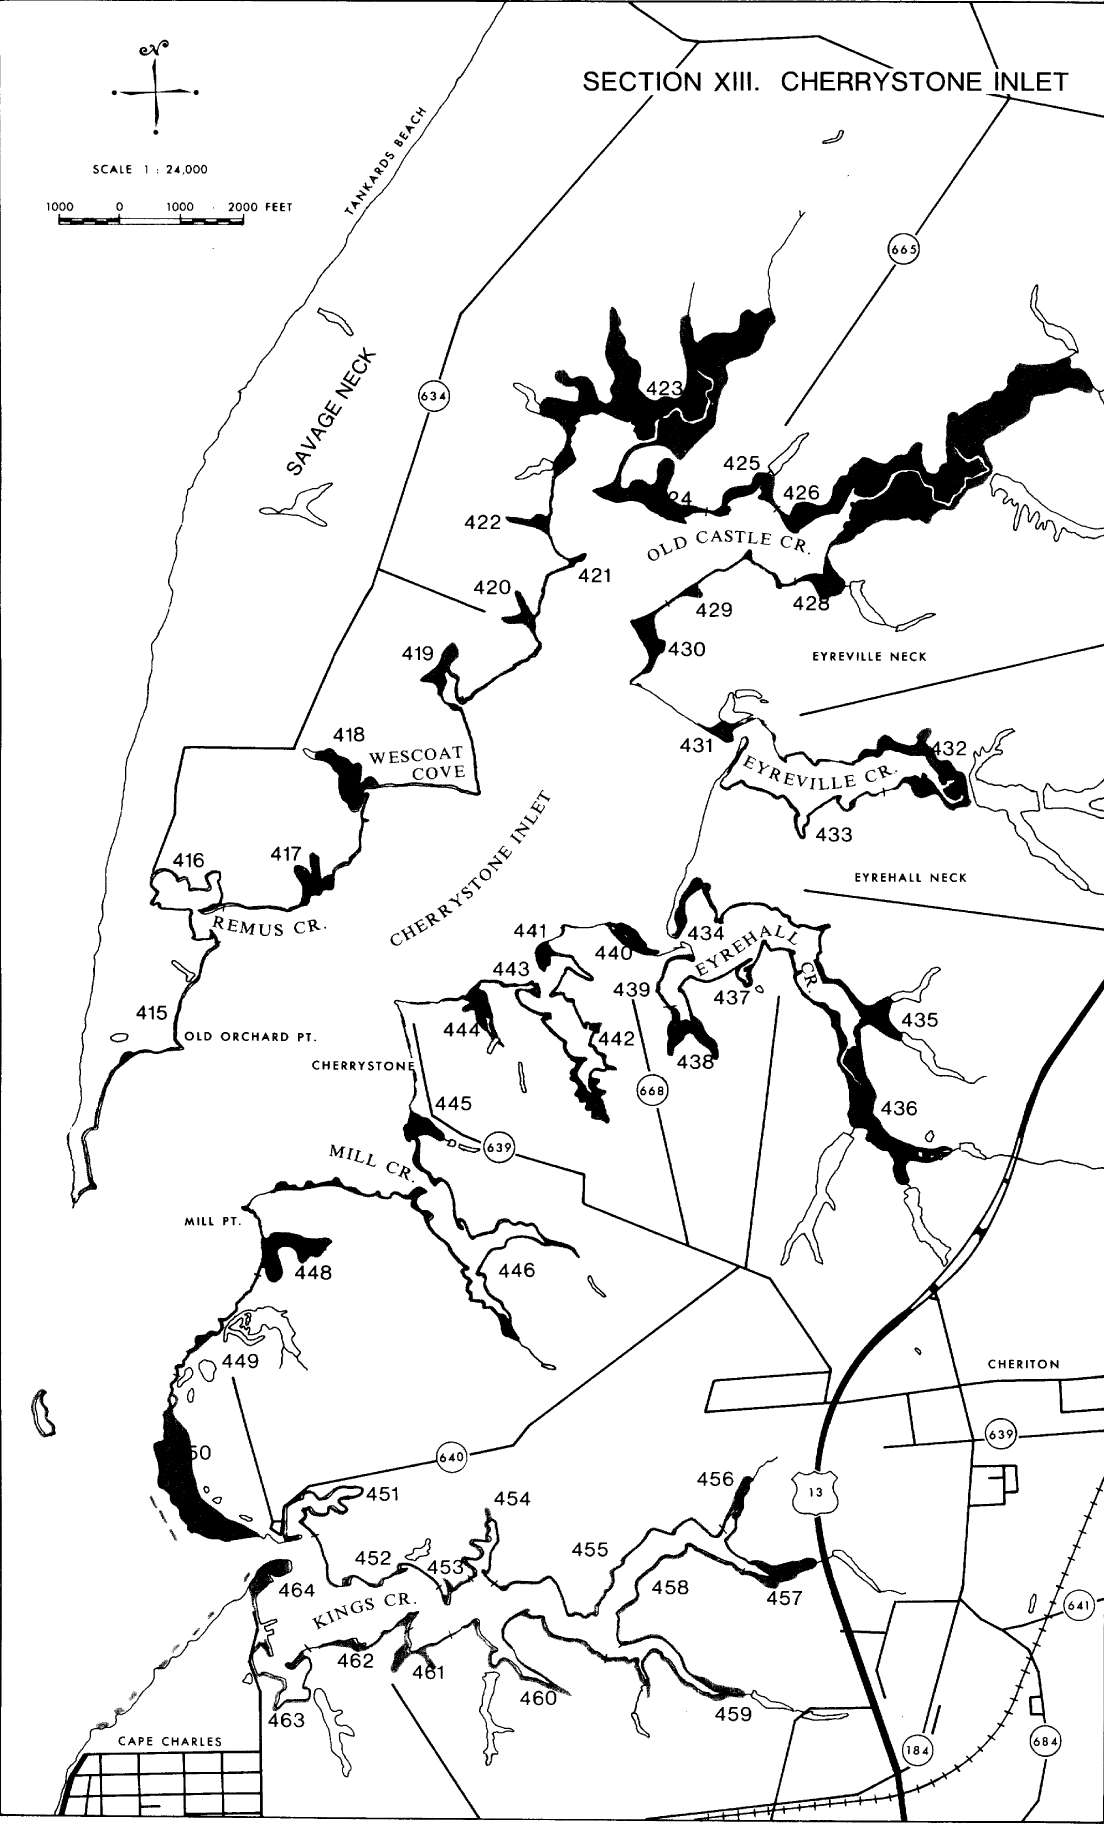 SECTION XIII. CHERRYSTONE INLET
N
SCALE 1 : 24,000
1000 0 1000 2000 FEET
TANKARDS BEACH
665
SAVAGE NECK
634
423
425
426
24
422
OLD CASTLE CR.
421
420
428
429
430
419
EYREVILLE NECK
418
431
432
WESCOAT
COVE
EYREVILLE CR.
433
CHERRYSTONE INLET
416
417
EYREHALL NECK
REMUS CR.
441
440
434
EYREHALL
CR.
443
439
437
415
444
442
435
OLD ORCHARD PT.
CHERRYSTONE
438
668
445
436
639
MILL CR.
MILL PT.
448
446
449
CHERITON
639
50
640
451
454
456
13
452
453
455
464
458
457
KINGS CR.
641
462
461
460
459
463
CAPE CHARLES
184
684